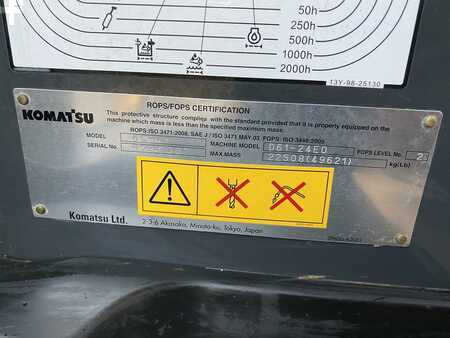 50h
250h
500h
1000h
2000h
13Y-98-25130
KOMATSU
ROPS/FOPS CERTIFICATION
This protective structure complies with the standard provided that it is properly equipped on the
machine which mass is less than the specified maximum mass.
ROPS:ISO 3471-2008, SAE J / ISO 3471 MAY 03, FOPS: ISO 3449:2005
MODEL MACHINE MODEL D61-24E0 FOPS LEVEL No. 2
SERIAL No. MAX.MASS 22508(49621) kg(Lb)
Komatsu Ltd. 2-3-6 Akasaka, Minato-ku, Tokyo, Japan